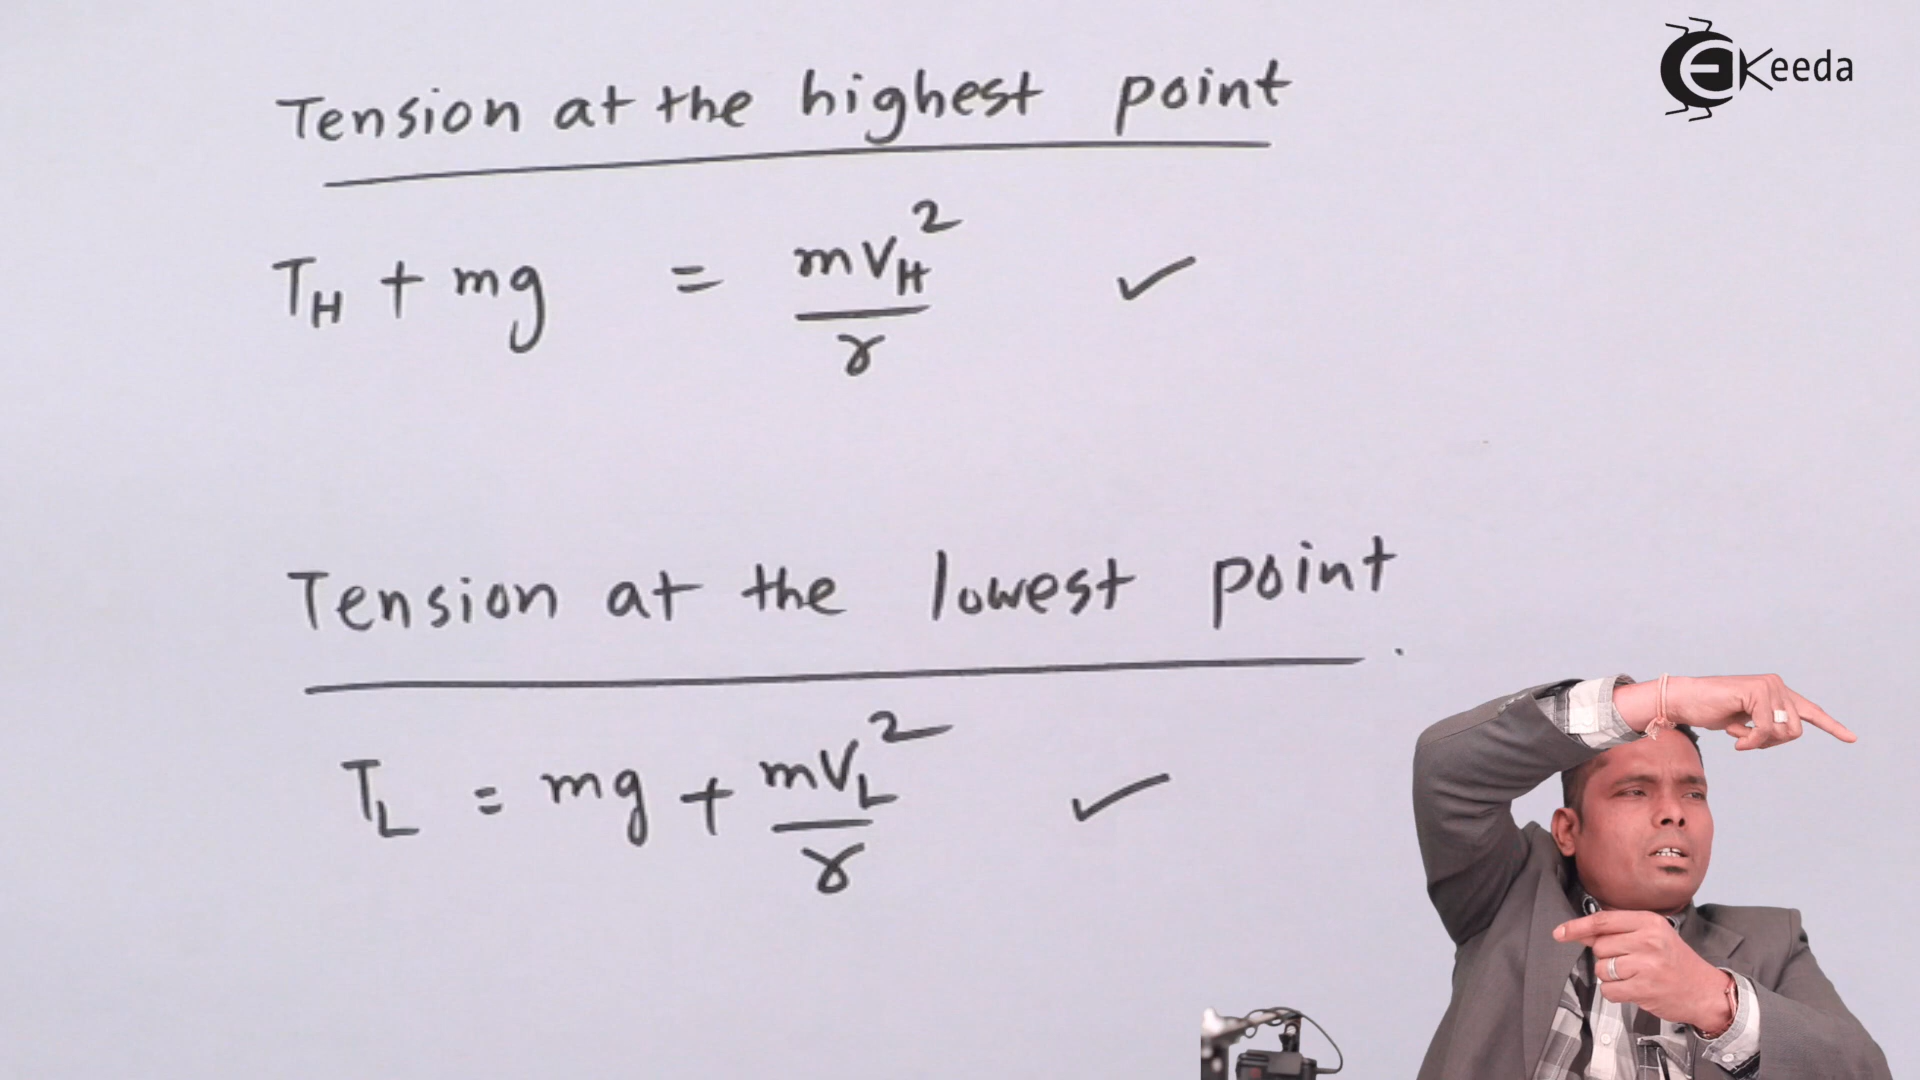 EKeeda
Tension at the highest point
T_H + mg = mv_H^2 / r ✓
Tension at the lowest point
T_L = mg + mv_L^2 / r ✓